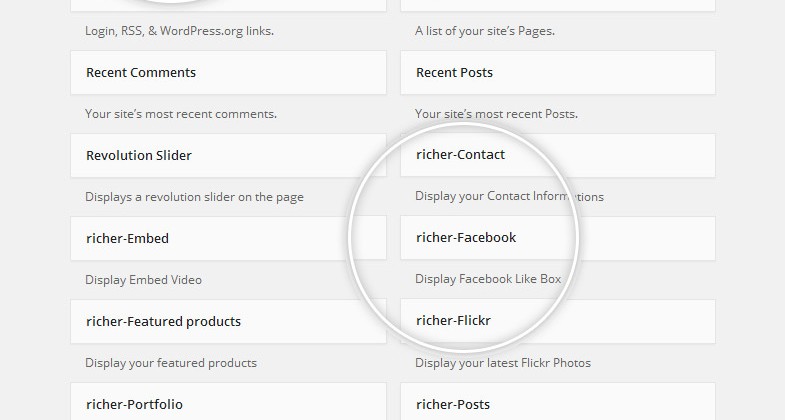 Login, RSS, & WordPress.org links.
A list of your site's Pages.
Recent Comments
Recent Posts
Your site's most recent comments.
Your site's most recent Posts.
Revolution Slider
richer-Contact
Displays a revolution slider on the page
Display your Contact Informations
richer-Embed
richer-Facebook
Display Embed Video
Display Facebook Like Box
richer-Featured products
richer-Flickr
Display your featured products
Display your latest Flickr Photos
richer-Portfolio
richer-Posts